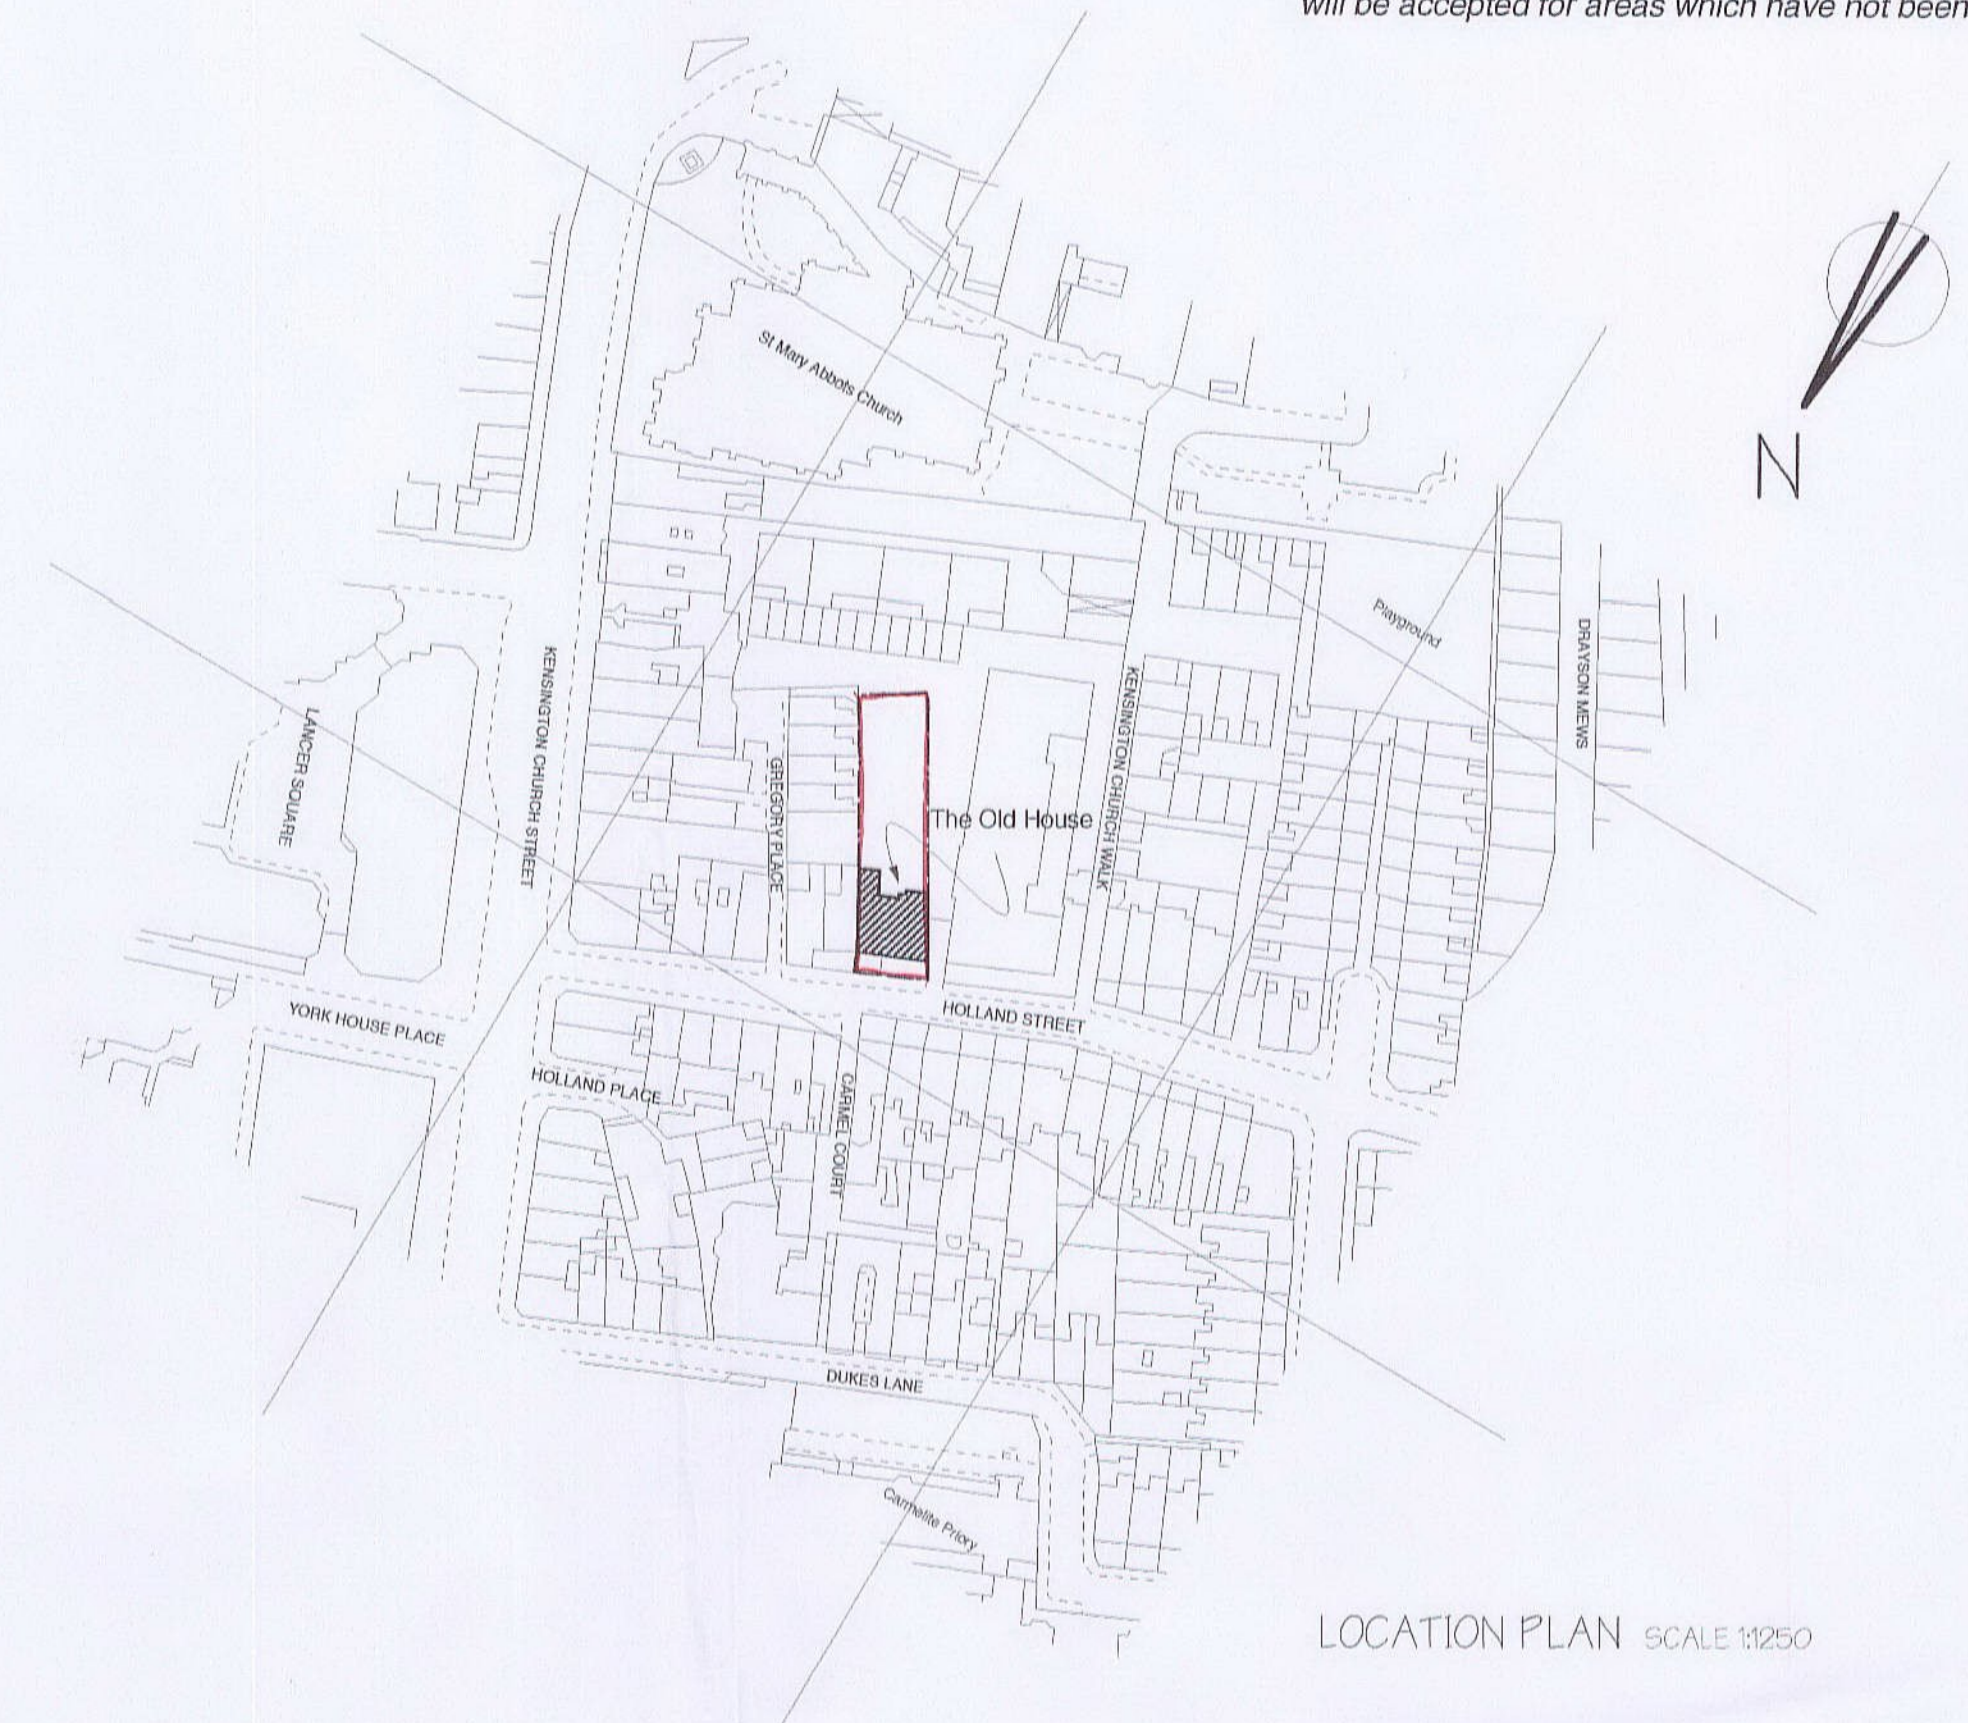 will be accepted for areas which have not been
St Mary Abbots Church
N
Playground
DRAYSON MEWS
KENSINGTON CHURCH STREET
KENSINGTON CHURCH WALK
LANCER SQUARE
GREGORY PLACE
The Old House
YORK HOUSE PLACE
HOLLAND STREET
HOLLAND PLACE
CARMEL COURT
DUKES LANE
Carmelite Priory
LOCATION PLAN SCALE 1:1250